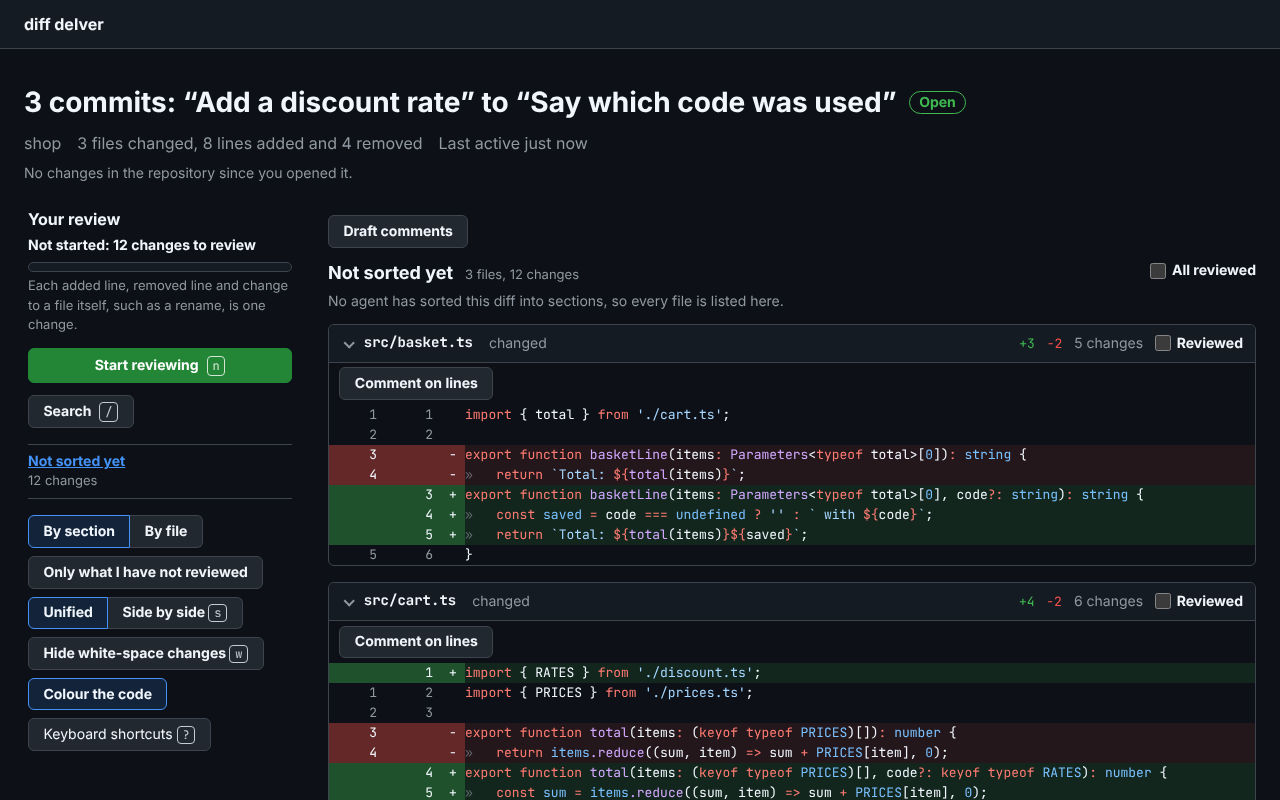 diff delver
3 commits: “Add a discount rate” to “Say which code was used” Open
shop 3 files changed, 8 lines added and 4 removed Last active just now
No changes in the repository since you opened it.
Your review
Not started: 12 changes to review
Each added line, removed line and change
to a file itself, such as a rename, is one
change.
Start reviewing n
Search /
Not sorted yet
12 changes
By section By file
Only what I have not reviewed
Unified Side by side s
Hide white-space changes w
Colour the code
Keyboard shortcuts ?
Draft comments
Not sorted yet 3 files, 12 changes All reviewed
No agent has sorted this diff into sections, so every file is listed here.
src/basket.ts changed +3 -2 5 changes Reviewed
Comment on lines
1 1 import { total } from './cart.ts';
2 2
3 - export function basketLine(items: Parameters<typeof total>[0]): string {
4 - » return `Total: ${total(items)}`;
3 + export function basketLine(items: Parameters<typeof total>[0], code?: string): string {
4 + » const saved = code === undefined ? '' : ` with ${code}`;
5 + » return `Total: ${total(items)}${saved}`;
5 6 }
src/cart.ts changed +4 -2 6 changes Reviewed
Comment on lines
1 + import { RATES } from './discount.ts';
1 2 import { PRICES } from './prices.ts';
2 3
3 - export function total(items: (keyof typeof PRICES)[]): number {
4 - » return items.reduce((sum, item) => sum + PRICES[item], 0);
4 + export function total(items: (keyof typeof PRICES)[], code?: keyof typeof RATES): number {
5 + » const sum = items.reduce((sum, item) => sum + PRICES[item], 0);